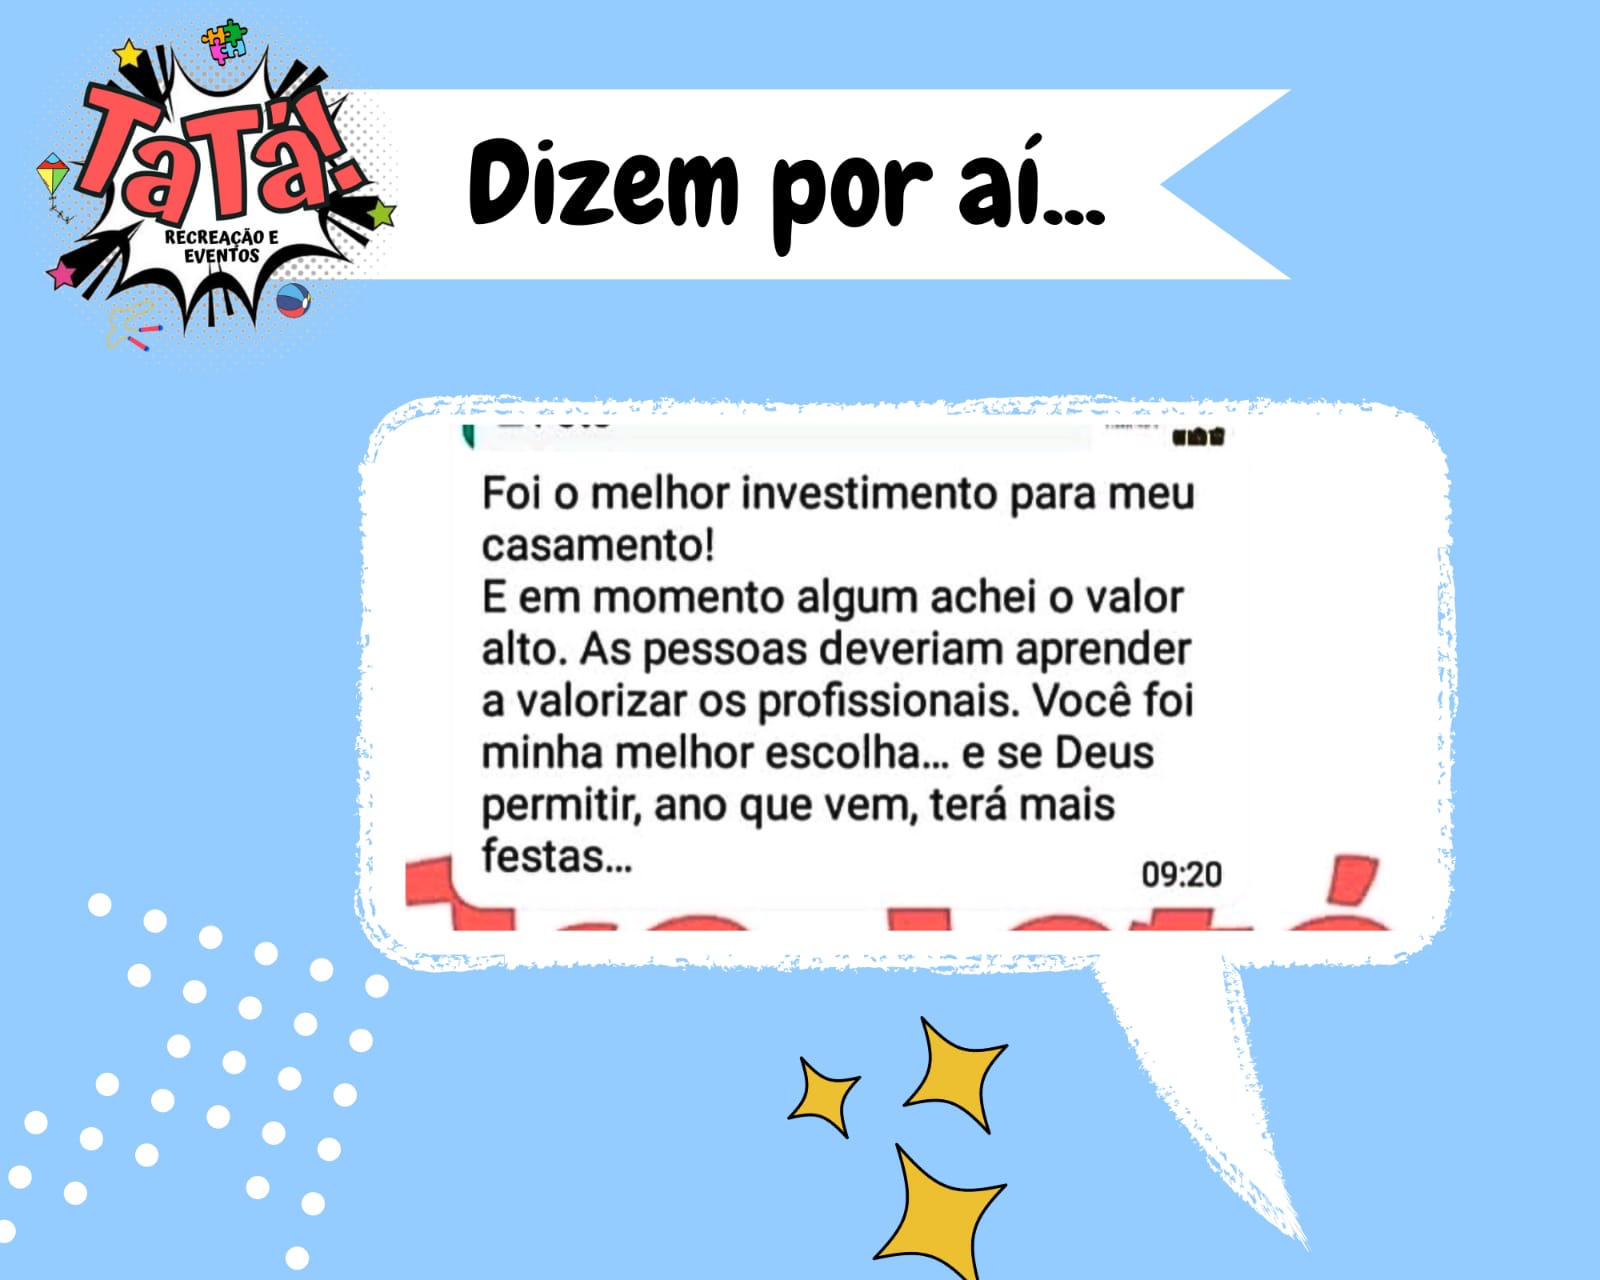 TaTá!
RECREAÇÃO E
EVENTOS
Dizem por aí...
Foi o melhor investimento para meu
casamento!
E em momento algum achei o valor
alto. As pessoas deveriam aprender
a valorizar os profissionais. Você foi
minha melhor escolha... e se Deus
permitir, ano que vem, terá mais
festas...
09:20